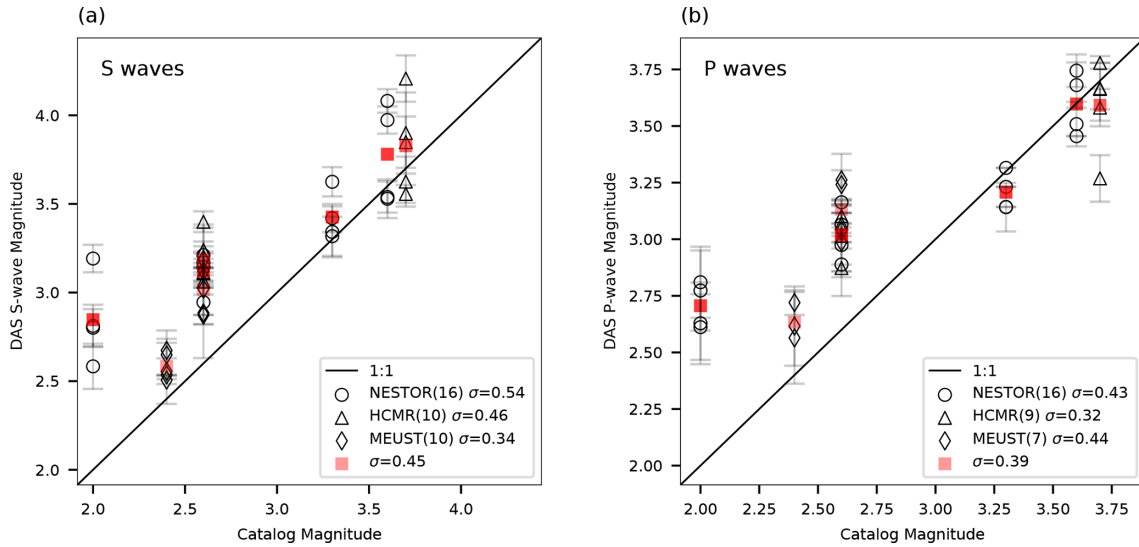 (a)
S waves
DAS S-wave Magnitude
4.0
3.5
3.0
2.5
2.0
2.0 2.5 3.0 3.5 4.0
Catalog Magnitude
1:1
NESTOR(16) σ=0.54
HCMR(10) σ=0.46
MEUST(10) σ=0.34
σ=0.45
(b)
P waves
DAS P-wave Magnitude
3.75
3.50
3.25
3.00
2.75
2.50
2.25
2.00
2.00 2.25 2.50 2.75 3.00 3.25 3.50 3.75
Catalog Magnitude
1:1
NESTOR(16) σ=0.43
HCMR(9) σ=0.32
MEUST(7) σ=0.44
σ=0.39